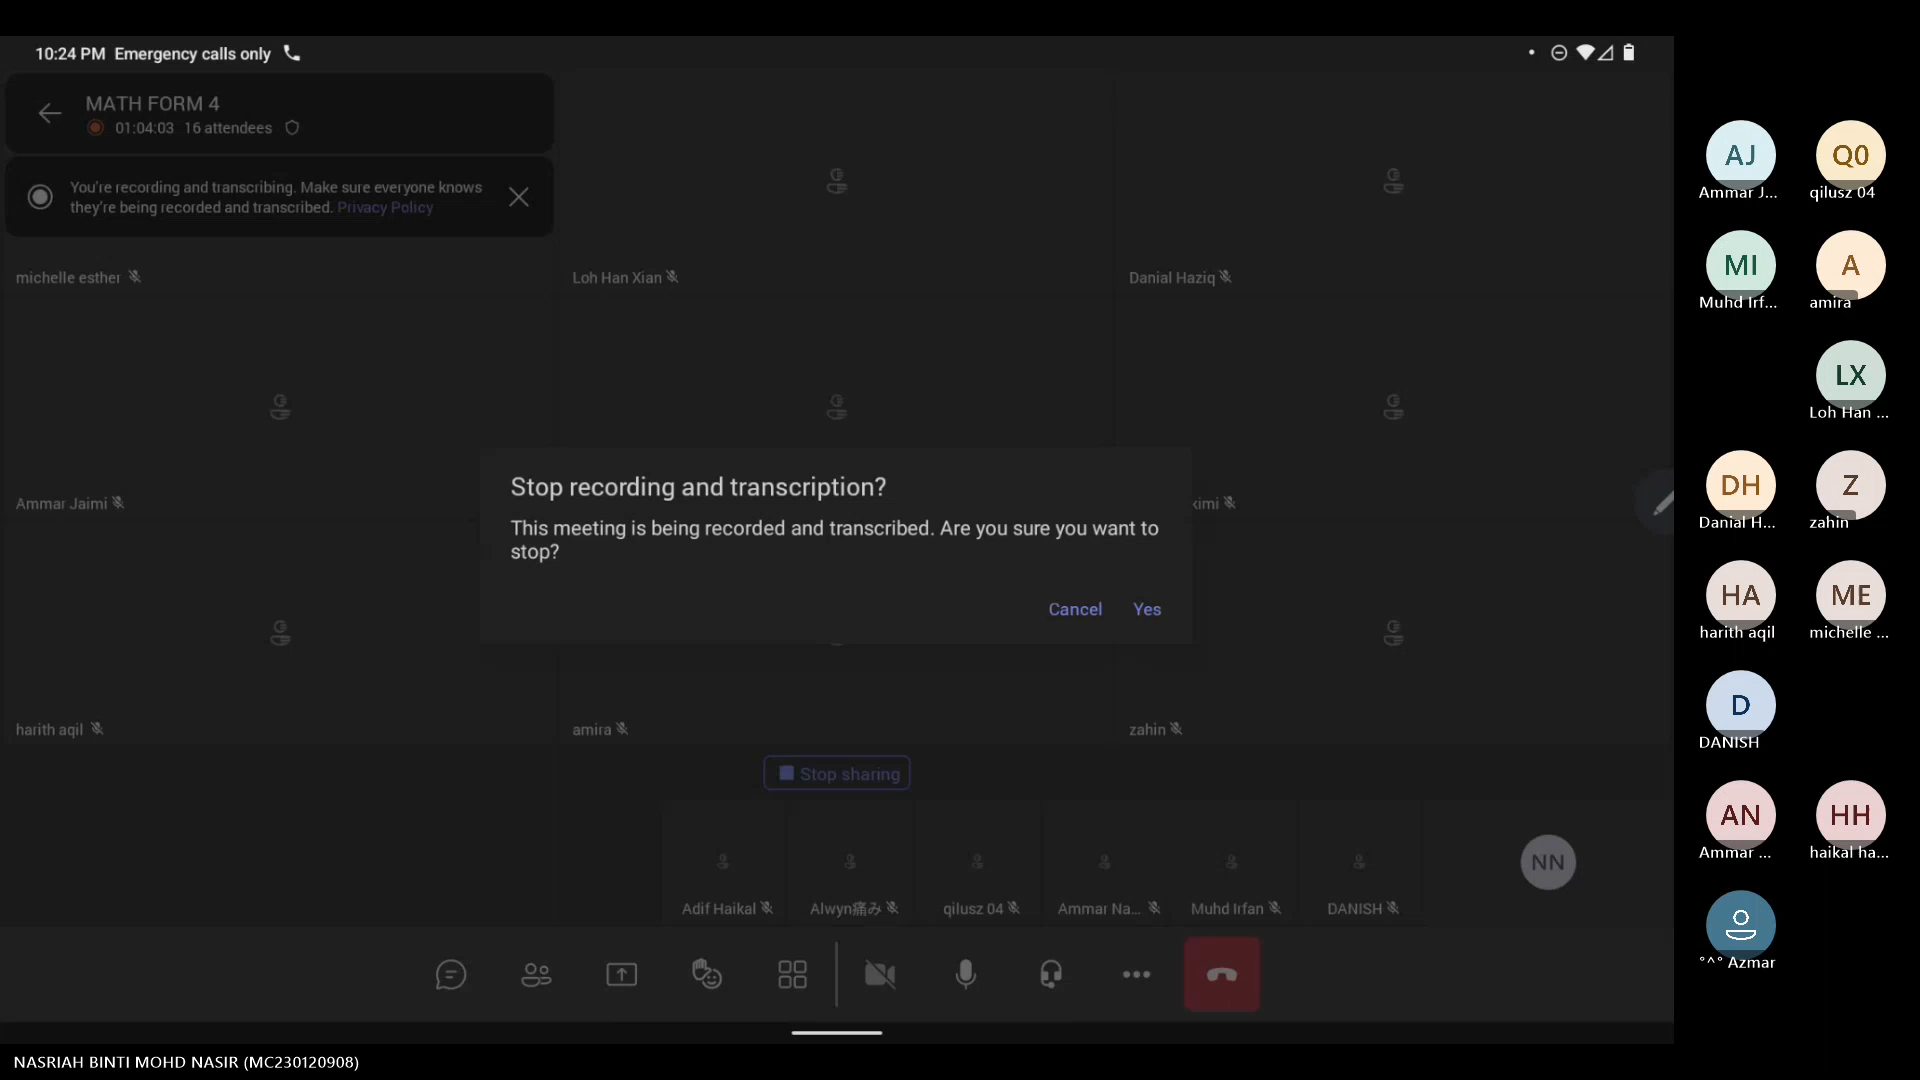 10:24 PM Emergency calls only
MATH FORM 4
01:04:03 16 attendees
You're recording and transcribing. Make sure everyone knows
they're being recorded and transcribed. Privacy Policy
michelle esther
Loh Han Xian
Danial Haziq
Ammar Jaimi
kimi
Stop recording and transcription?
This meeting is being recorded and transcribed. Are you sure you want to
stop?
Cancel Yes
harith aqil
amira
zahin
Stop sharing
NN
Adif Haikal
Alwyn痛み
qilusz 04
Ammar Na...
Muhd Irfan
DANISH
AJ
Ammar J...
Q0
qilusz 04
MI
Muhd Irf...
A
amira
LX
Loh Han ...
DH
Danial H...
Z
zahin
HA
harith aqil
ME
michelle ...
D
DANISH
AN
Ammar ...
HH
haikal ha...
°^° Azmar
NASRIAH BINTI MOHD NASIR (MC230120908)